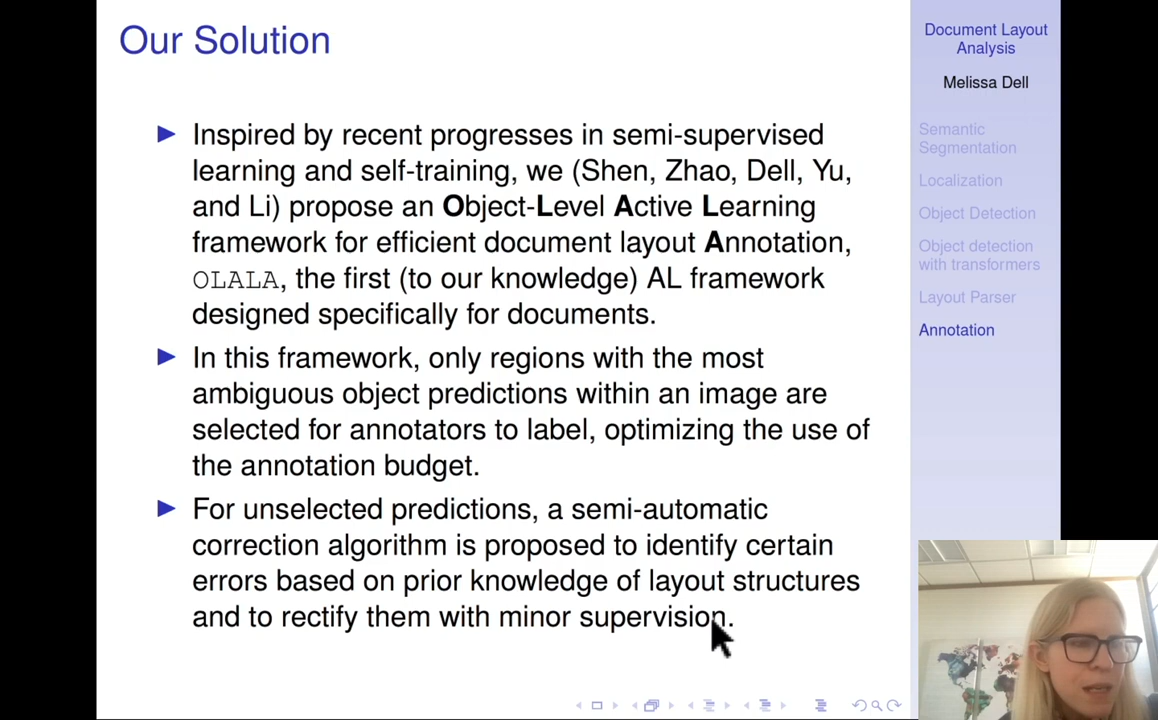 Our Solution
Inspired by recent progresses in semi-supervised
learning and self-training, we (Shen, Zhao, Dell, Yu,
and Li) propose an Object-Level Active Learning
framework for efficient document layout Annotation,
OLALA, the first (to our knowledge) AL framework
designed specifically for documents.
In this framework, only regions with the most
ambiguous object predictions within an image are
selected for annotators to label, optimizing the use of
the annotation budget.
For unselected predictions, a semi-automatic
correction algorithm is proposed to identify certain
errors based on prior knowledge of layout structures
and to rectify them with minor supervision.
Document Layout
Analysis
Melissa Dell
Semantic
Segmentation
Localization
Object Detection
Object detection
with transformers
Layout Parser
Annotation